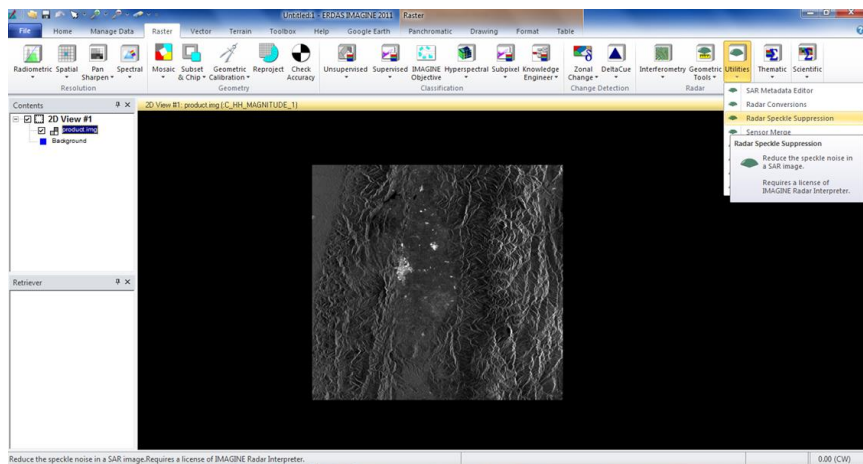 Untitled:1 - ERDAS IMAGINE 2011
Raster
File Home Manage Data Raster Vector Terrain Toolbox Help Google Earth Panchromatic Drawing Format Table
Radiometric Spatial Pan Sharpen Spectral
Mosaic Subset & Chip Geometric Calibration Reproject Check Accuracy
Unsupervised Supervised IMAGINE Objective Hyperspectral Subpixel Knowledge Engineer
Zonal Change DeltaCue
Interferometry Geometric Tools Utilities
Thematic Scientific
Resolution Geometry Classification Change Detection Radar
Contents
2D View #1: product.img (:C_HH_MAGNITUDE_1)
2D View #1
product.img
Background
SAR Metadata Editor
Radar Conversions
Radar Speckle Suppression
Sensor Merge
Radar Speckle Suppression
Reduce the speckle noise in
a SAR image.
Requires a license of
IMAGINE Radar Interpreter.
Retriever
Reduce the speckle noise in a SAR image.Requires a license of IMAGINE Radar Interpreter.
0.00 (CW)